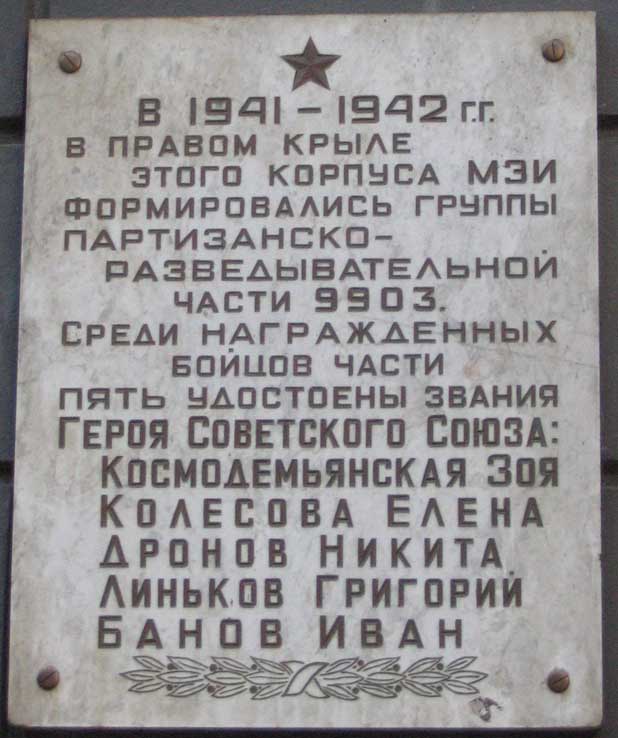 В 1941 – 1942 г.г.
в правом крыле
этого корпуса МЗИ
формировались группы
партизанско-
разведывательной
части 9903.
Среди награжденных
бойцов части
пять удостоены звания
Героя Советского Союза:
Космодемьянская Зоя
Колесова Елена
Дронов Никита
Линьков Григорий
Банов Иван